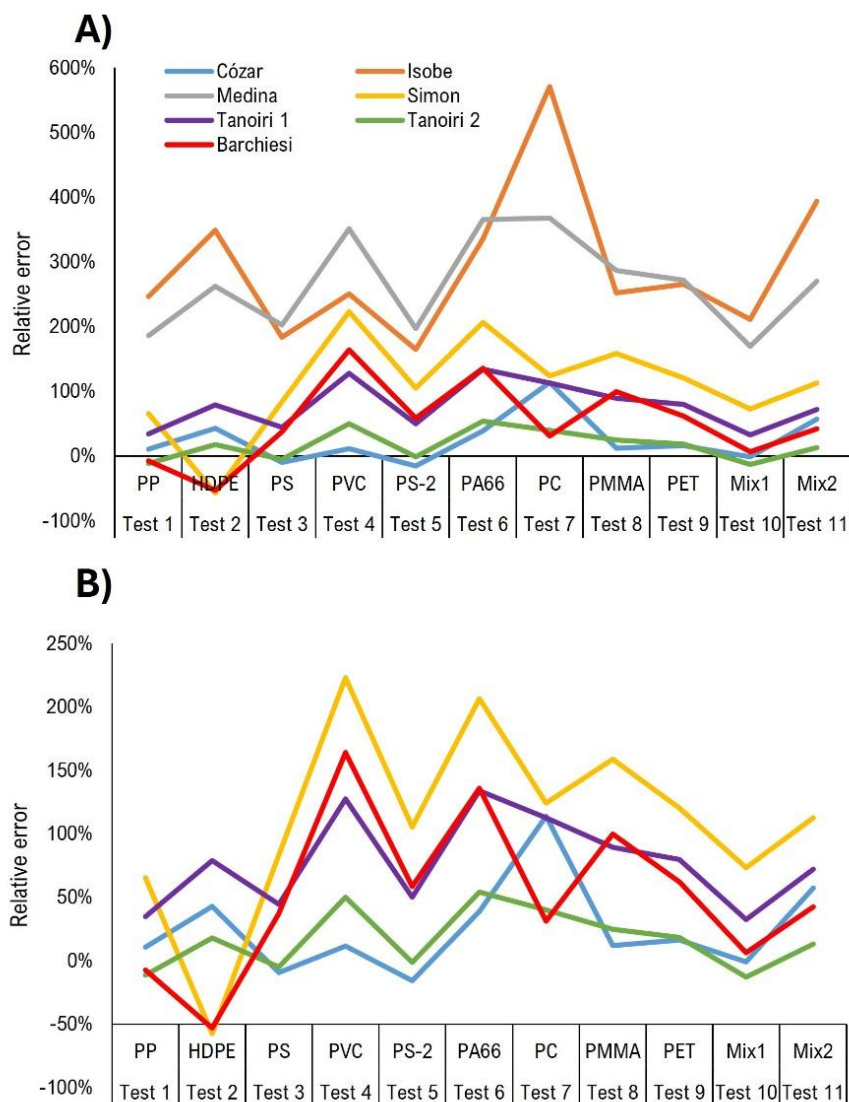 A)
600%
500%
400%
300%
200%
100%
0%
-100%
Relative error
Cózar
Isobe
Medina
Simon
Tanoiri 1
Tanoiri 2
Barchiesi
PP HDPE PS PVC PS-2 PA66 PC PMMA PET Mix1 Mix2
Test 1 Test 2 Test 3 Test 4 Test 5 Test 6 Test 7 Test 8 Test 9 Test 10 Test 11
B)
250%
200%
150%
100%
50%
0%
-50%
-100%
Relative error
PP HDPE PS PVC PS-2 PA66 PC PMMA PET Mix1 Mix2
Test 1 Test 2 Test 3 Test 4 Test 5 Test 6 Test 7 Test 8 Test 9 Test 10 Test 11